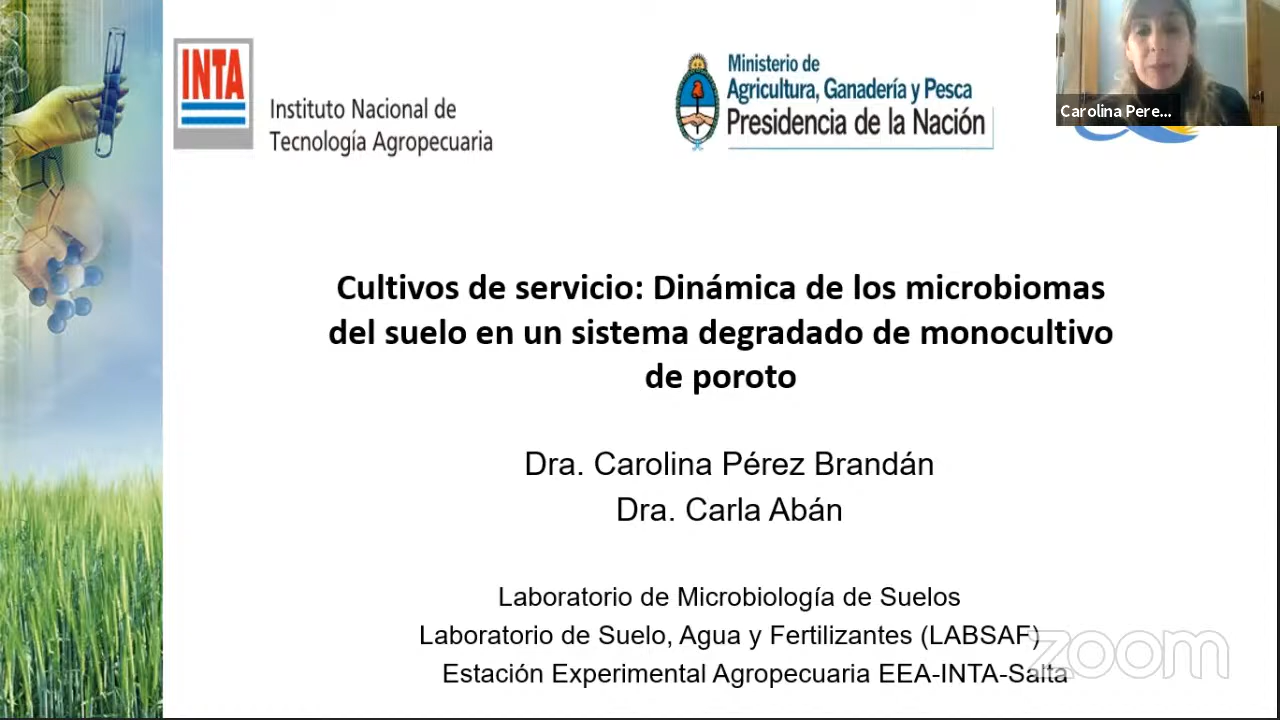 INTA
Instituto Nacional de
Tecnología Agropecuaria
Ministerio de
Agricultura, Ganadería y Pesca
Presidencia de la Nación
Carolina Pere...
Cultivos de servicio: Dinámica de los microbiomas
del suelo en un sistema degradado de monocultivo
de poroto
Dra. Carolina Pérez Brandán
Dra. Carla Abán
Laboratorio de Microbiología de Suelos
Laboratorio de Suelo, Agua y Fertilizantes (LABSAF)
Estación Experimental Agropecuaria EEA-INTA-Salta
zoom